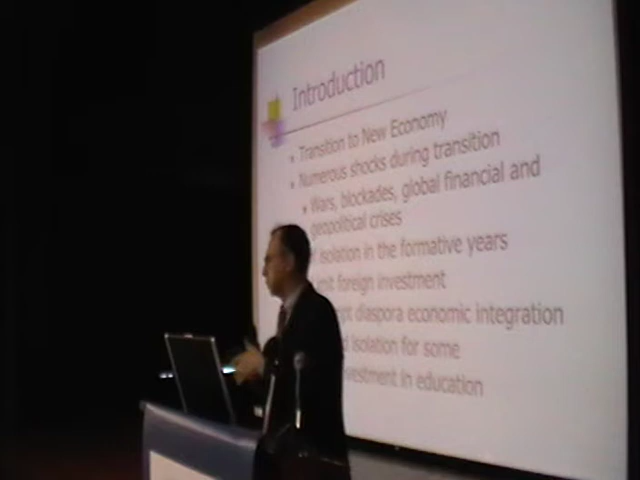 Introduction
Transition to New Economy
Numerous shocks during transition
Wars, blockades, global financial and
geopolitical crises
isolation in the formative years
foreign investment
diaspora economic integration
isolation for some
in education